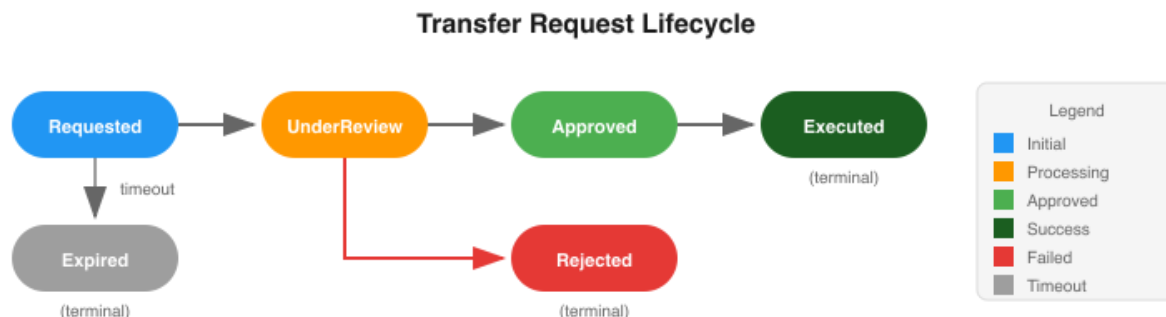 Transfer Request Lifecycle
Requested
UnderReview
Approved
Executed
(terminal)
timeout
Expired
(terminal)
Rejected
(terminal)
Legend
Initial
Processing
Approved
Success
Failed
Timeout